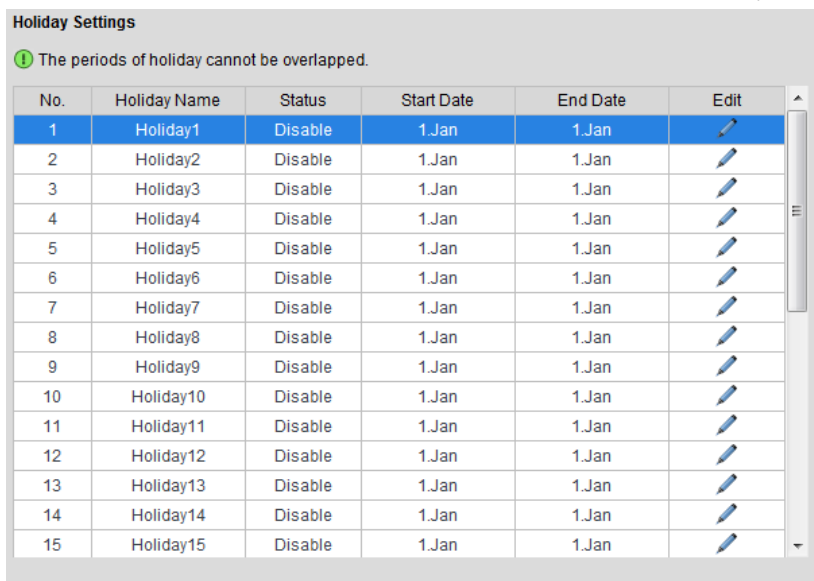 Holiday Settings
The periods of holiday cannot be overlapped.
No. Holiday Name Status Start Date End Date Edit
1 Holiday1 Disable 1.Jan 1.Jan
2 Holiday2 Disable 1.Jan 1.Jan
3 Holiday3 Disable 1.Jan 1.Jan
4 Holiday4 Disable 1.Jan 1.Jan
5 Holiday5 Disable 1.Jan 1.Jan
6 Holiday6 Disable 1.Jan 1.Jan
7 Holiday7 Disable 1.Jan 1.Jan
8 Holiday8 Disable 1.Jan 1.Jan
9 Holiday9 Disable 1.Jan 1.Jan
10 Holiday10 Disable 1.Jan 1.Jan
11 Holiday11 Disable 1.Jan 1.Jan
12 Holiday12 Disable 1.Jan 1.Jan
13 Holiday13 Disable 1.Jan 1.Jan
14 Holiday14 Disable 1.Jan 1.Jan
15 Holiday15 Disable 1.Jan 1.Jan